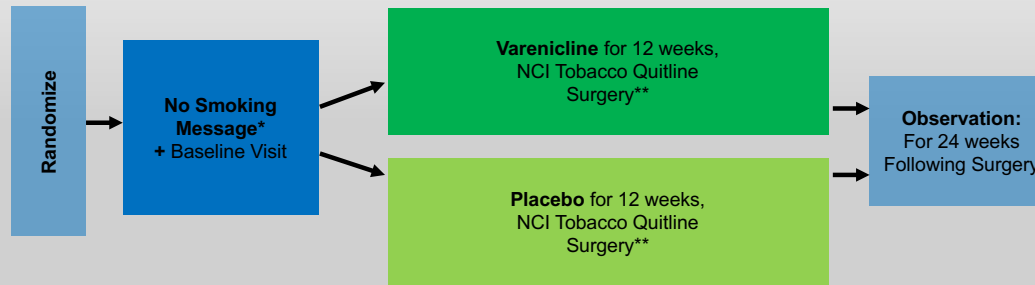 Randomize
No Smoking
Message*
+ Baseline Visit
Varenicline for 12 weeks,
NCI Tobacco Quitline
Surgery**
Placebo for 12 weeks,
NCI Tobacco Quitline
Surgery**
Observation:
For 24 weeks
Following Surgery